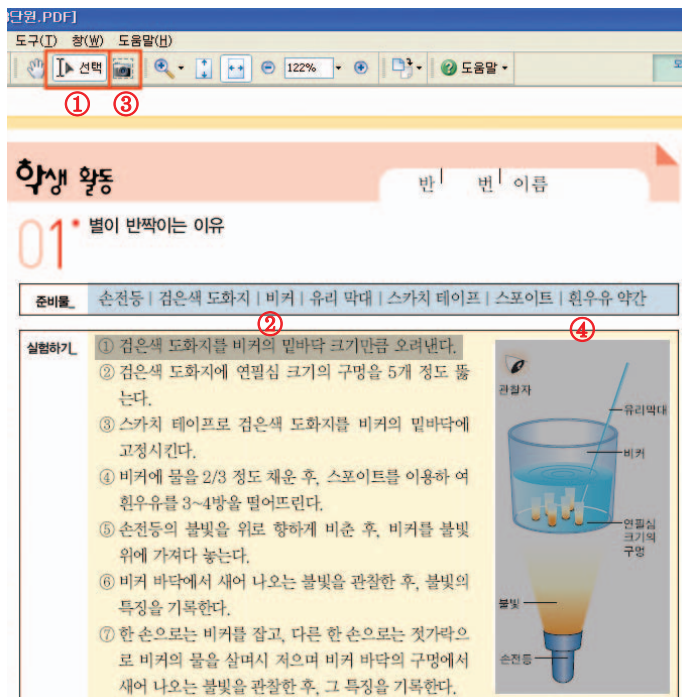 3단원.PDF]
도구(T) 창(W) 도움말(H)
선택 122% 도움말
① ③
학생 활동
반 번 이름
01 별이 반짝이는 이유
준비물_ 손전등 | 검은색 도화지 | 비커 | 유리 막대 | 스카치 테이프 | 스포이트 | 흰우유 약간
② ④
실험하기_ ① 검은색 도화지를 비커의 밑바닥 크기만큼 오려낸다.
② 검은색 도화지에 연필심 크기의 구멍을 5개 정도 뚫
는다.
③ 스카치 테이프로 검은색 도화지를 비커의 밑바닥에
고정시킨다.
④ 비커에 물을 2/3 정도 채운 후, 스포이트를 이용하 여
흰우유를 3~4방울 떨어뜨린다.
⑤ 손전등의 불빛을 위로 향하게 비춘 후, 비커를 불빛
위에 가져다 놓는다.
⑥ 비커 바닥에서 새어 나오는 불빛을 관찰한 후, 불빛의
특징을 기록한다.
⑦ 한 손으로는 비커를 잡고, 다른 한 손으로는 젓가락으
로 비커의 물을 살며시 저으며 비커 바닥의 구멍에서
새어 나오는 불빛을 관찰한 후, 그 특징을 기록한다.
관찰자
유리막대
비커
연필심
크기의
구멍
불빛
손전등